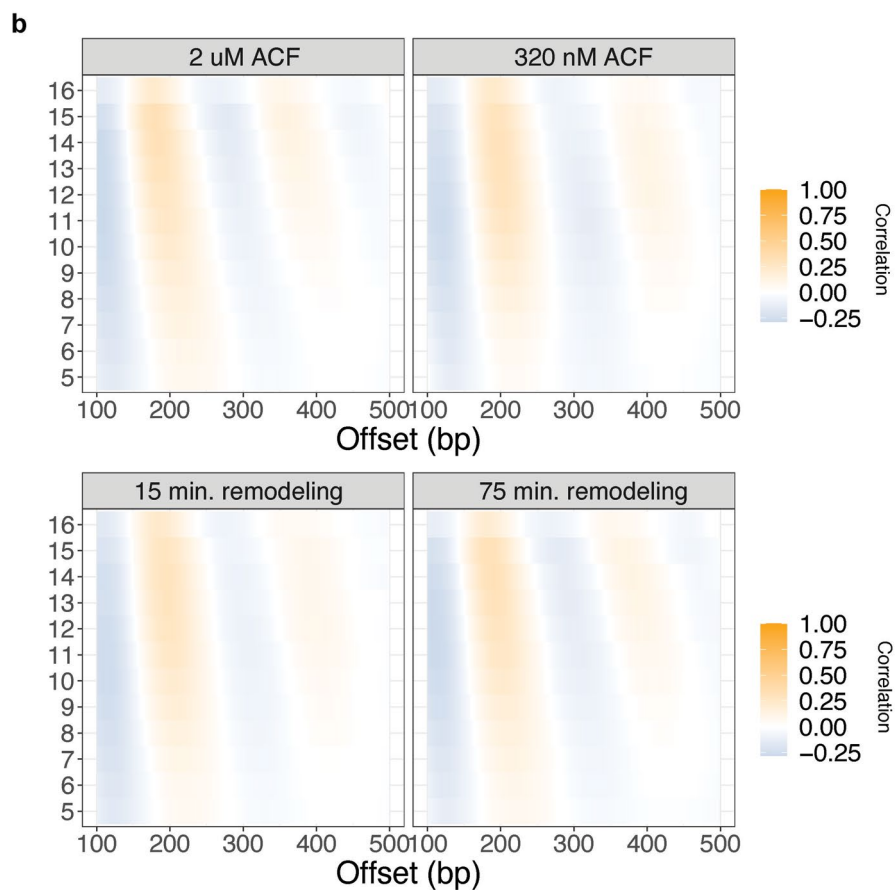 b
2 uM ACF
320 nM ACF
16
15
14
13
12
11
10
9
8
7
6
5
100 200 300 400 500
100 200 300 400 500
Offset (bp)
1.00
0.75
0.50
0.25
0.00
−0.25
Correlation
15 min. remodeling
75 min. remodeling
16
15
14
13
12
11
10
9
8
7
6
5
100 200 300 400 500
100 200 300 400 500
Offset (bp)
1.00
0.75
0.50
0.25
0.00
−0.25
Correlation